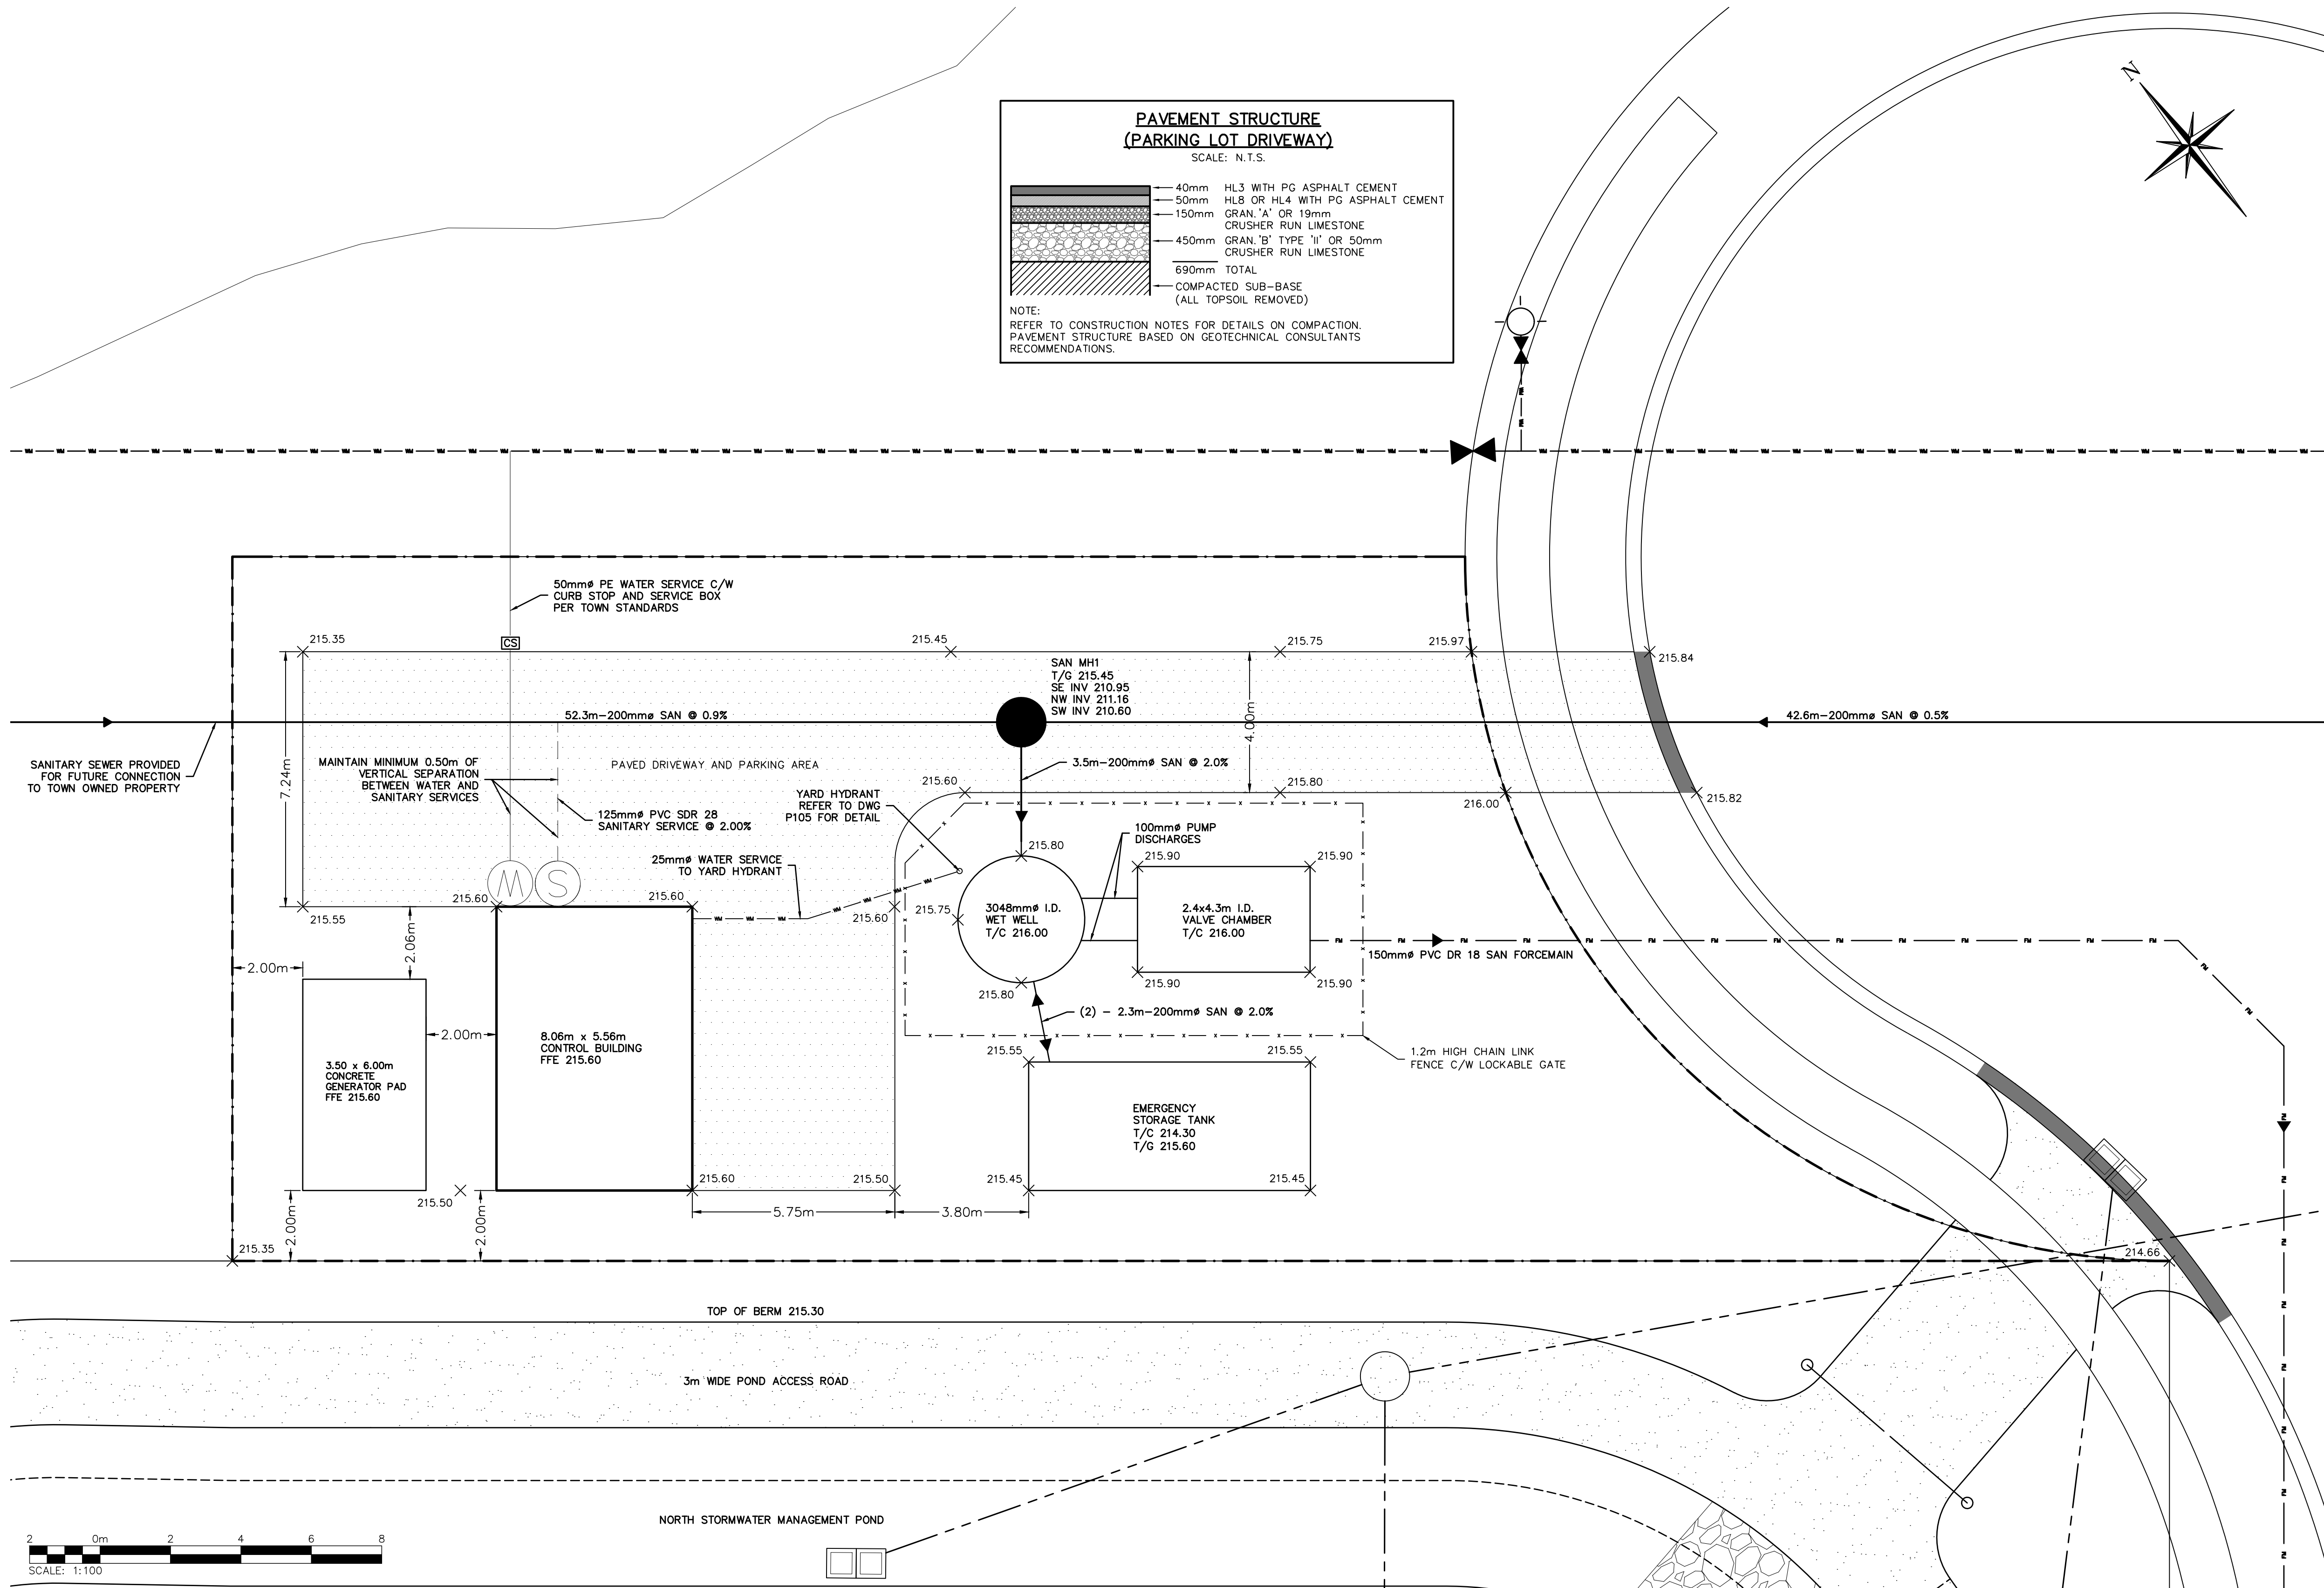 N
PAVEMENT STRUCTURE
(PARKING LOT DRIVEWAY)
SCALE: N.T.S.
40mm HL3 WITH PG ASPHALT CEMENT
50mm HL8 OR HL4 WITH PG ASPHALT CEMENT
150mm GRAN. 'A' OR 19mm
CRUSHER RUN LIMESTONE
450mm GRAN. 'B' TYPE 'II' OR 50mm
CRUSHER RUN LIMESTONE
690mm TOTAL
COMPACTED SUB-BASE
(ALL TOPSOIL REMOVED)
NOTE:
REFER TO CONSTRUCTION NOTES FOR DETAILS ON COMPACTION.
PAVEMENT STRUCTURE BASED ON GEOTECHNICAL CONSULTANTS
RECOMMENDATIONS.
50mmø PE WATER SERVICE C/W
CURB STOP AND SERVICE BOX
PER TOWN STANDARDS
CS
215.35
215.45
215.75
215.97
215.84
SAN MH1
T/G 215.45
SE INV 210.95
NW INV 211.16
SW INV 210.60
52.3m-200mmø SAN @ 0.9%
42.6m-200mmø SAN @ 0.5%
4.00m
7.24m
SANITARY SEWER PROVIDED
FOR FUTURE CONNECTION
TO TOWN OWNED PROPERTY
MAINTAIN MINIMUM 0.50m OF
VERTICAL SEPARATION
BETWEEN WATER AND
SANITARY SERVICES
PAVED DRIVEWAY AND PARKING AREA
3.5m-200mmø SAN @ 2.0%
215.60
215.80
216.00
215.82
YARD HYDRANT
REFER TO DWG
P105 FOR DETAIL
125mmø PVC SDR 28
SANITARY SERVICE @ 2.00%
100mmø PUMP
DISCHARGES
25mmø WATER SERVICE
TO YARD HYDRANT
215.80
215.90
215.90
M
S
215.55
215.60
215.60
215.60
215.75
3048mmø I.D.
WET WELL
T/C 216.00
2.4x4.3m I.D.
VALVE CHAMBER
T/C 216.00
FM
150mmø PVC DR 18 SAN FORCEMAIN
2.06m
2.00m
215.80
215.90
215.90
(2) - 2.3m-200mmø SAN @ 2.0%
2.00m
8.06m x 5.56m
CONTROL BUILDING
FFE 215.60
3.50 x 6.00m
CONCRETE
GENERATOR PAD
FFE 215.60
215.55
215.55
1.2m HIGH CHAIN LINK
FENCE C/W LOCKABLE GATE
EMERGENCY
STORAGE TANK
T/C 214.30
T/G 215.60
215.50
215.60
215.50
215.45
215.45
2.00m
2.00m
5.75m
3.80m
215.35
214.66
TOP OF BERM 215.30
3m WIDE POND ACCESS ROAD
NORTH STORMWATER MANAGEMENT POND
2 0m 2 4 6 8
SCALE: 1:100